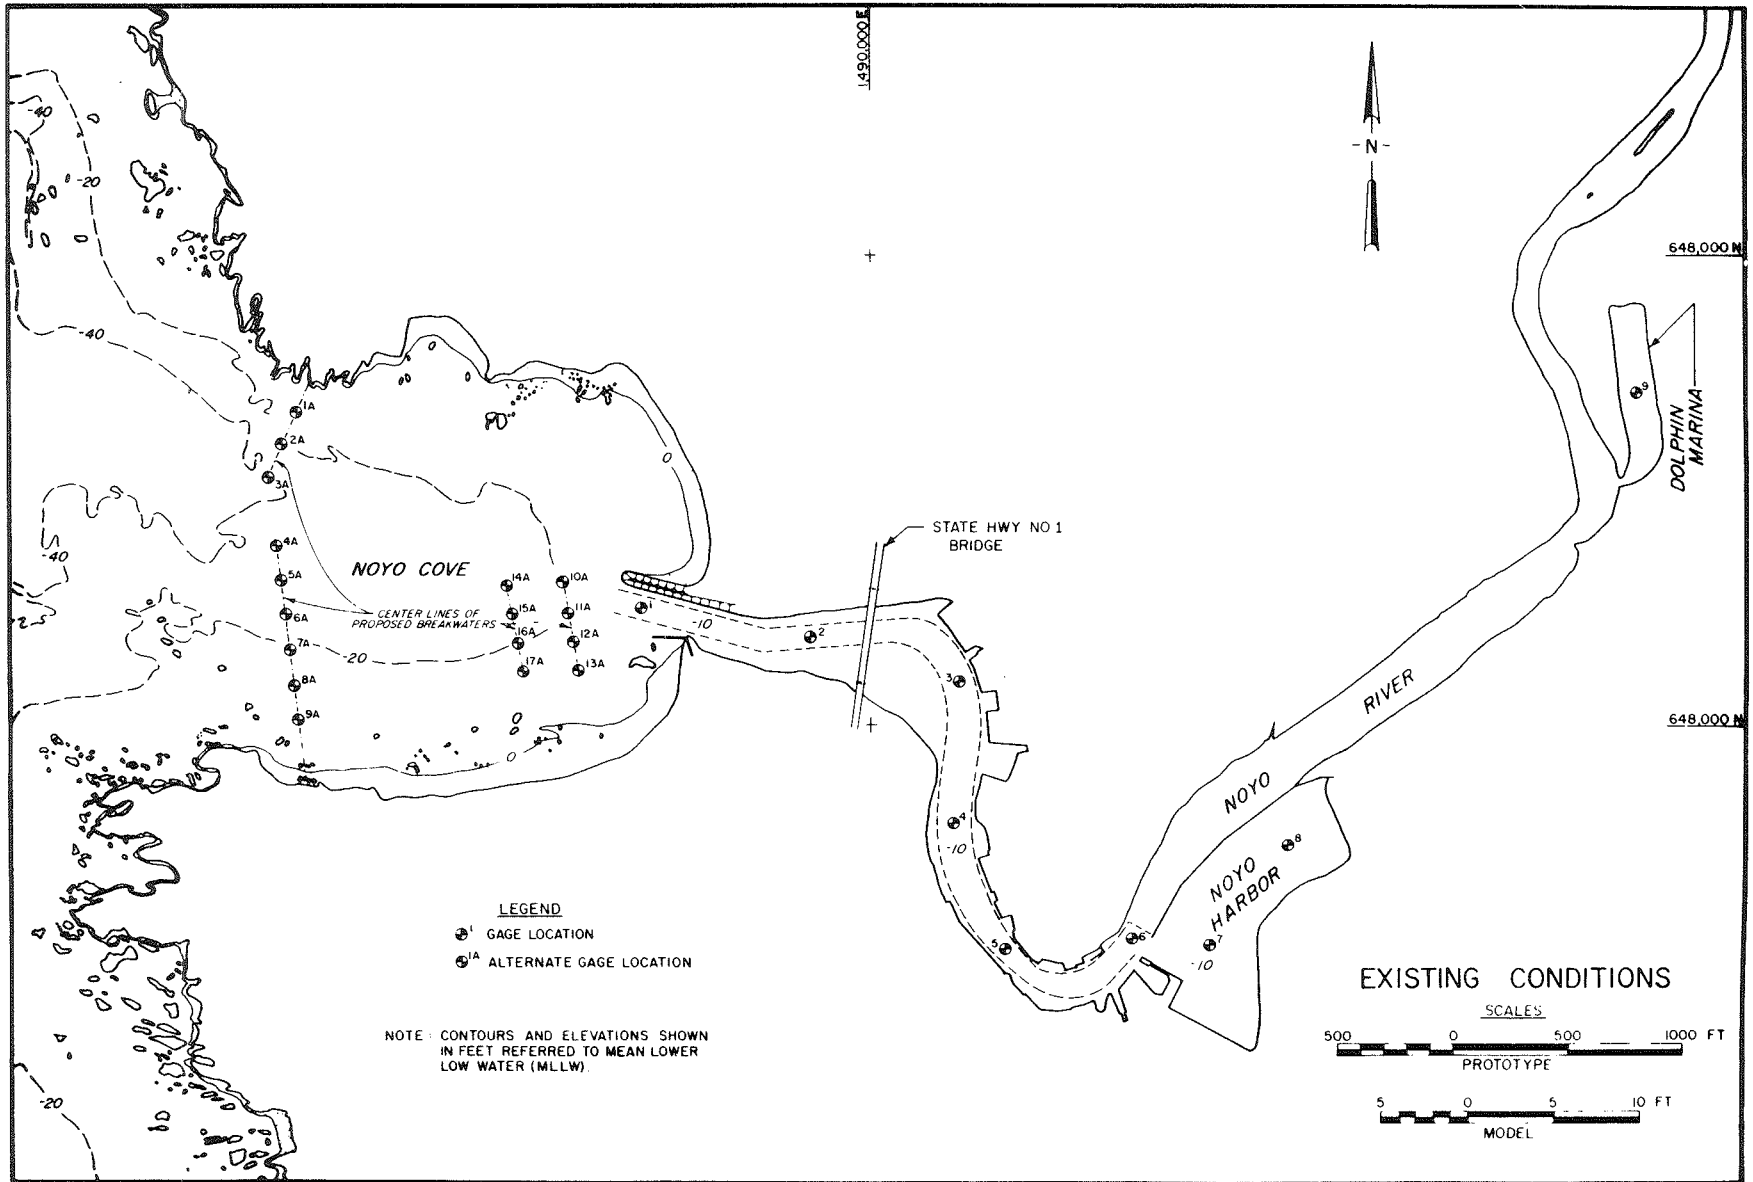 1,490,000 E
-N-
648,000 N
-40
-20
-40
-40
-20
-20
0
0
-10
-10
-10
1A
2A
3A
4A
5A
6A
7A
8A
9A
10A
11A
12A
13A
14A
15A
16A
17A
NOYO COVE
CENTER LINES OF
PROPOSED BREAKWATERS
STATE HWY NO 1
BRIDGE
1
2
3
4
5
6
7
8
9
DOLPHIN
MARINA
648,000 N
NOYO RIVER
NOYO
HARBOR
LEGEND
1 GAGE LOCATION
1A ALTERNATE GAGE LOCATION
NOTE: CONTOURS AND ELEVATIONS SHOWN
IN FEET REFERRED TO MEAN LOWER
LOW WATER (MLLW).
EXISTING CONDITIONS
SCALES
500 0 500 1000 FT
PROTOTYPE
5 0 5 10 FT
MODEL